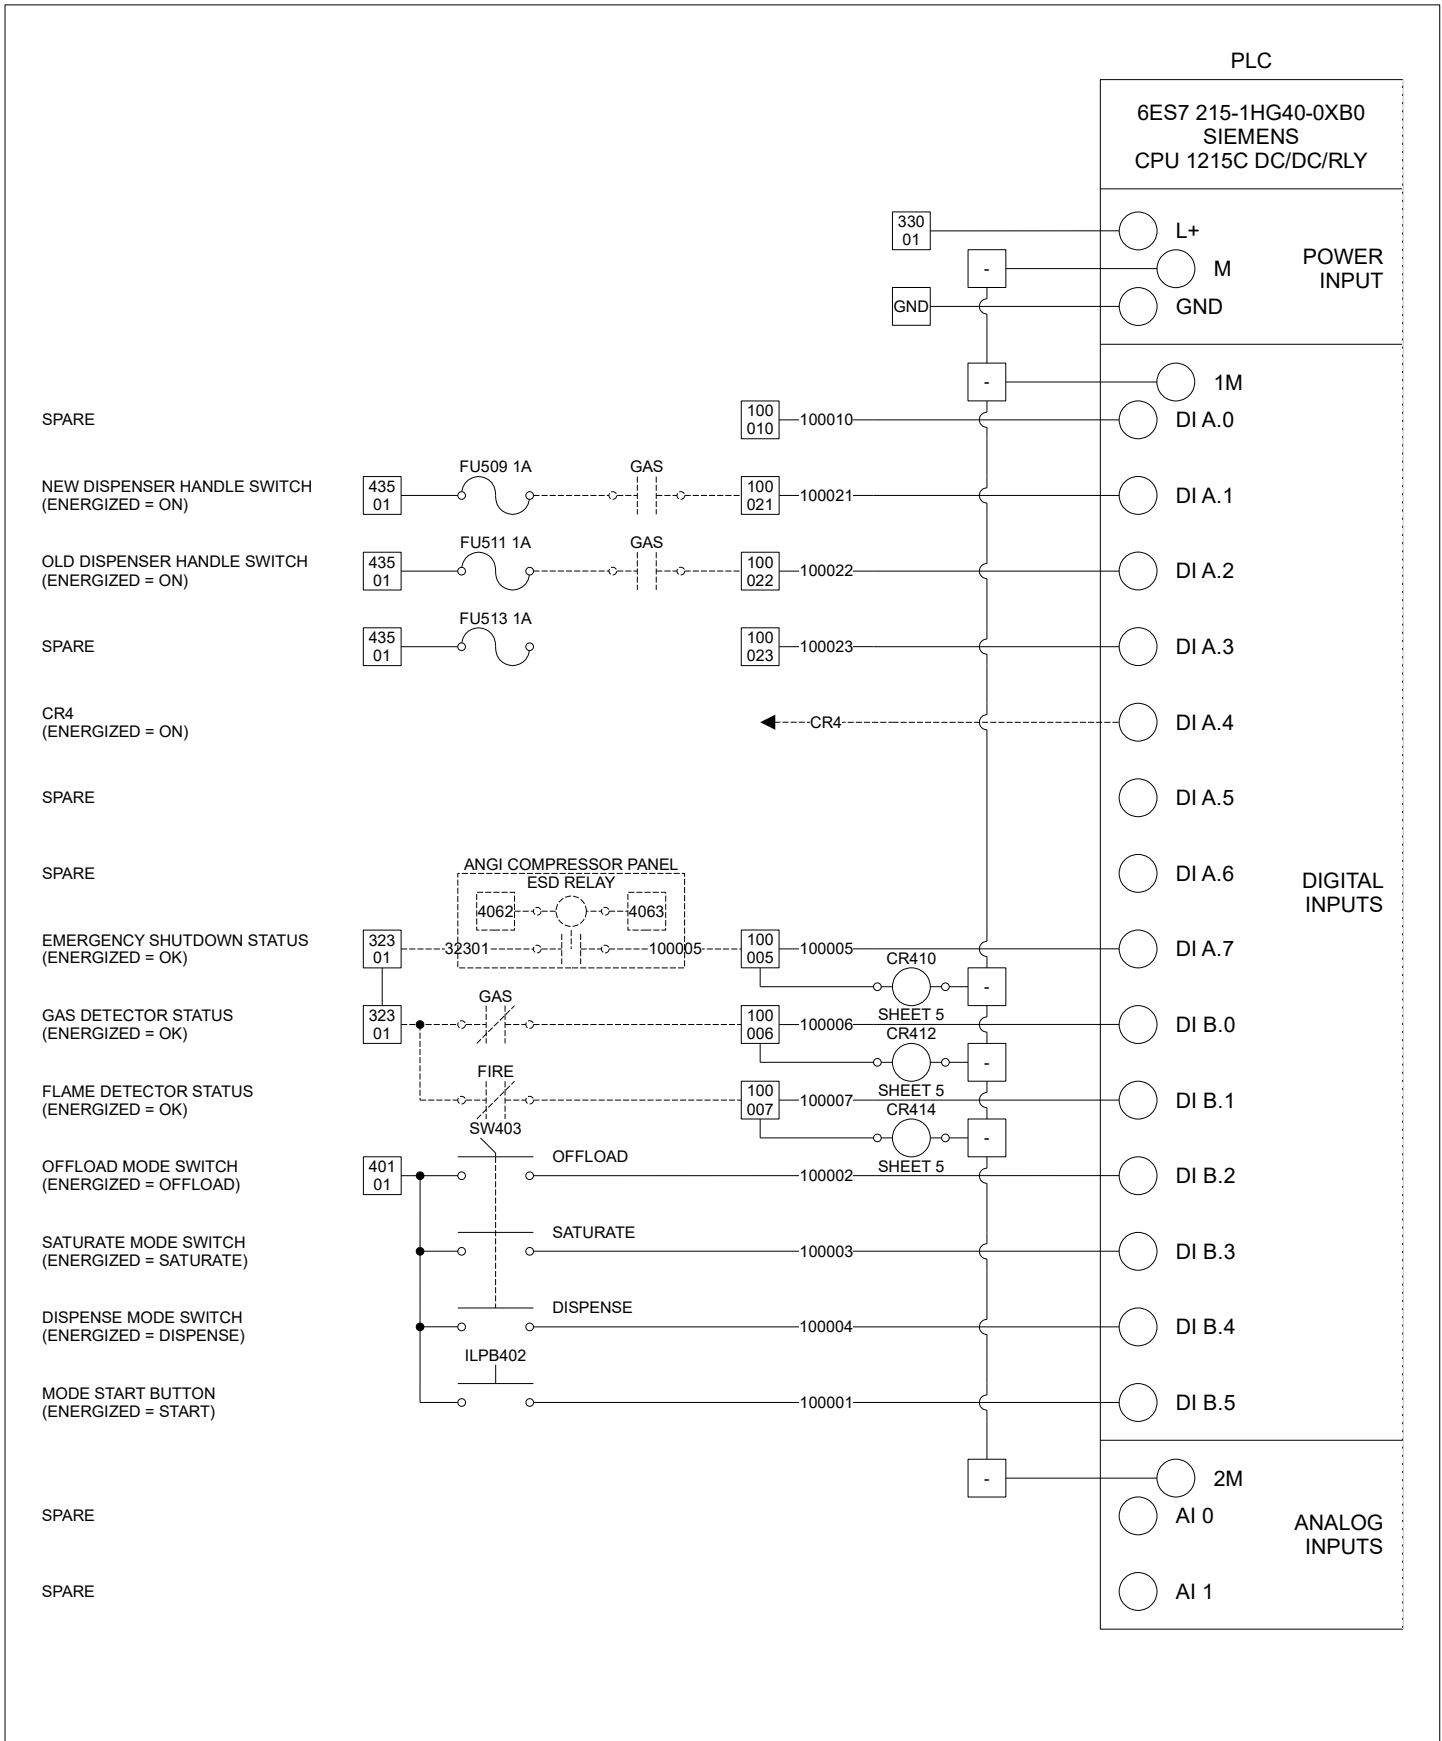 PLC
6ES7 215-1HG40-0XB0
SIEMENS
CPU 1215C DC/DC/RLY
330
01
L+
-
M
POWER
INPUT
GND
GND
-
1M
SPARE
100
010
100010
DI A.0
NEW DISPENSER HANDLE SWITCH
(ENERGIZED = ON)
435
01
FU509 1A
GAS
100
021
100021
DI A.1
OLD DISPENSER HANDLE SWITCH
(ENERGIZED = ON)
435
01
FU511 1A
GAS
100
022
100022
DI A.2
SPARE
435
01
FU513 1A
100
023
100023
DI A.3
CR4
(ENERGIZED = ON)
CR4
DI A.4
SPARE
DI A.5
SPARE
ANGI COMPRESSOR PANEL
ESD RELAY
4062
4063
DI A.6
DIGITAL
INPUTS
EMERGENCY SHUTDOWN STATUS
(ENERGIZED = OK)
323
01
32301
100005
100
005
100005
DI A.7
CR410
-
SHEET 5
GAS DETECTOR STATUS
(ENERGIZED = OK)
323
01
GAS
100
006
100006
DI B.0
CR412
-
SHEET 5
FLAME DETECTOR STATUS
(ENERGIZED = OK)
FIRE
100
007
100007
DI B.1
CR414
-
SHEET 5
SW403
OFFLOAD MODE SWITCH
(ENERGIZED = OFFLOAD)
401
01
OFFLOAD
100002
DI B.2
SATURATE MODE SWITCH
(ENERGIZED = SATURATE)
SATURATE
100003
DI B.3
DISPENSE MODE SWITCH
(ENERGIZED = DISPENSE)
DISPENSE
100004
DI B.4
MODE START BUTTON
(ENERGIZED = START)
ILPB402
100001
DI B.5
-
2M
SPARE
AI 0
ANALOG
INPUTS
SPARE
AI 1